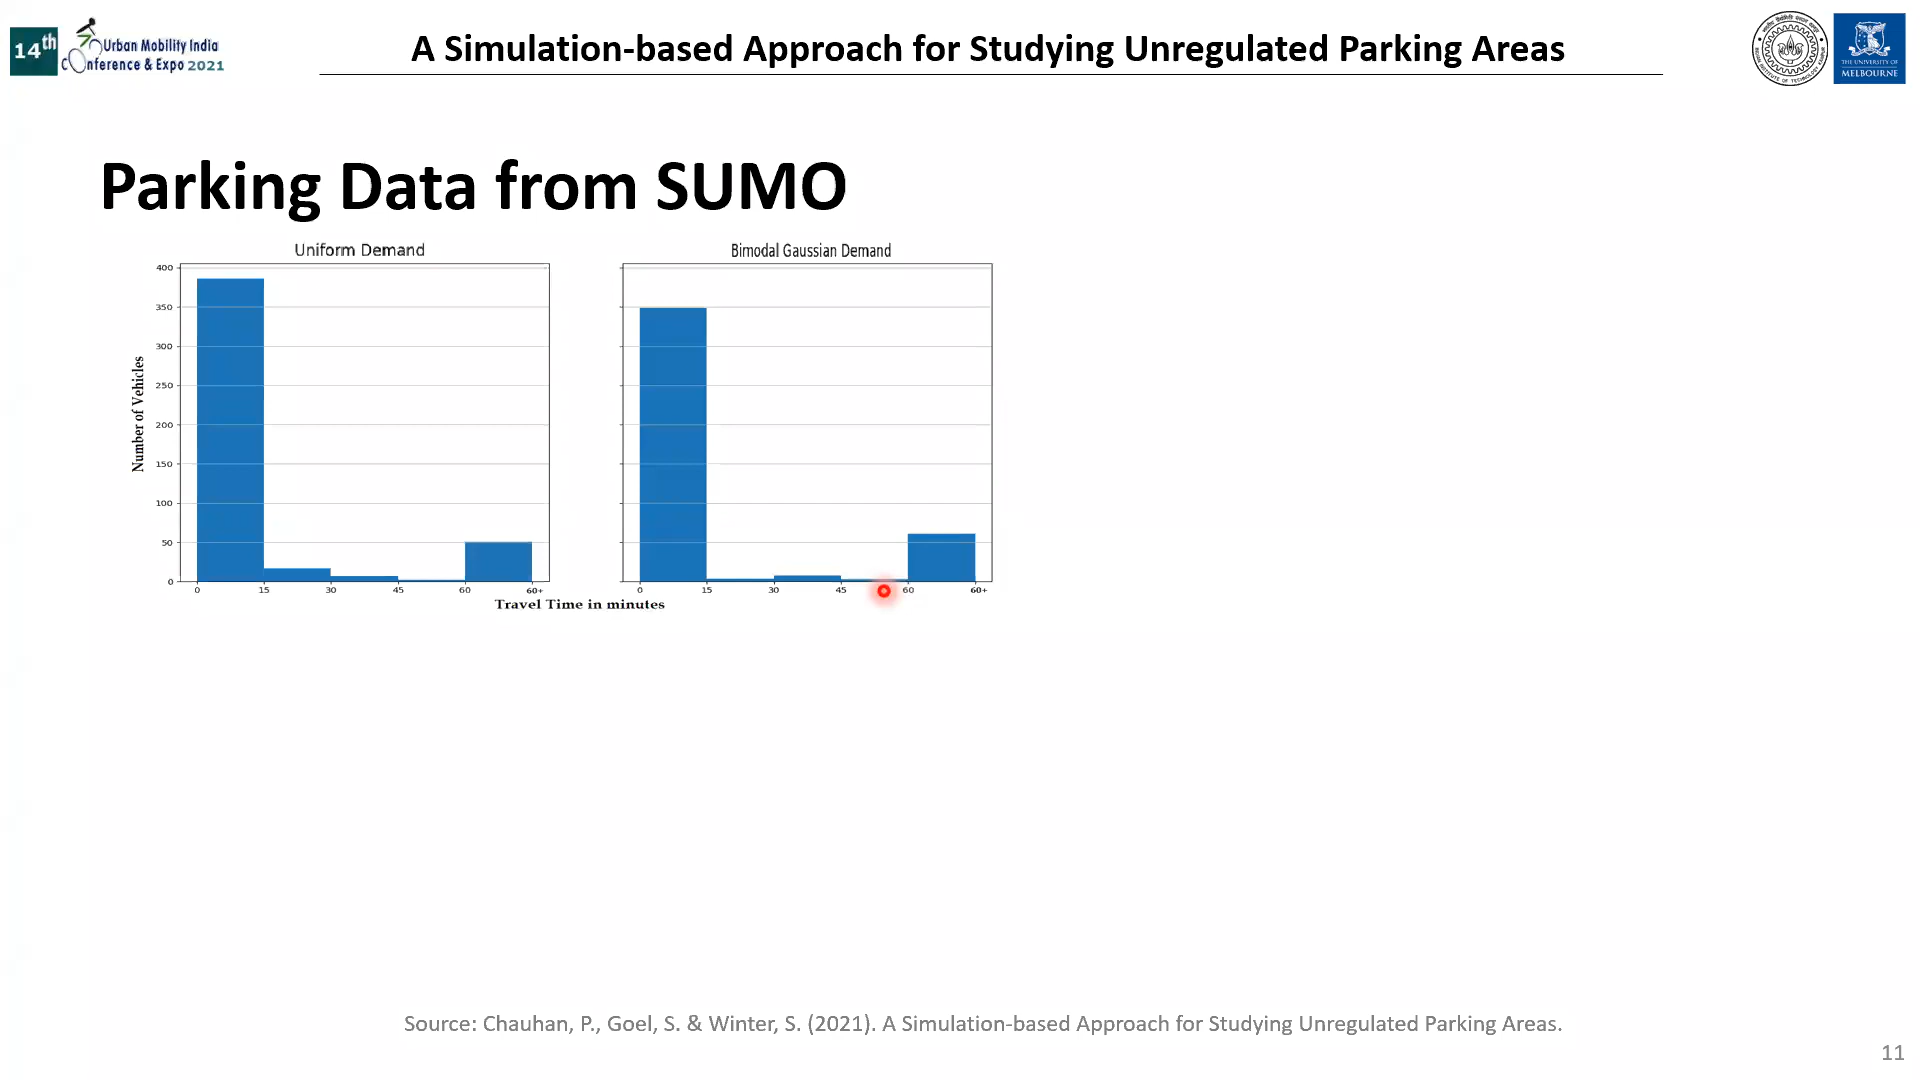 14th
Urban Mobility India
Conference & Expo 2021
A Simulation-based Approach for Studying Unregulated Parking Areas
THE UNIVERSITY OF
MELBOURNE
Parking Data from SUMO
Uniform Demand
Bimodal Gaussian Demand
400
350
300
250
200
150
100
50
0
Number of Vehicles
0 15 30 45 60 60+
0 15 30 45 60 60+
Travel Time in minutes
Source: Chauhan, P., Goel, S. & Winter, S. (2021). A Simulation-based Approach for Studying Unregulated Parking Areas.
11